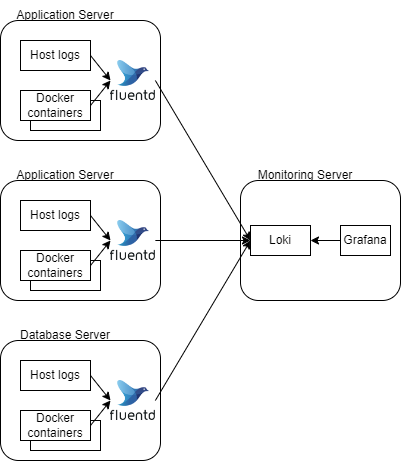 Application Server
Host logs
Docker
containers
fluentd
Application Server
Host logs
Docker
containers
fluentd
Monitoring Server
Loki
Grafana
Database Server
Host logs
Docker
containers
fluentd